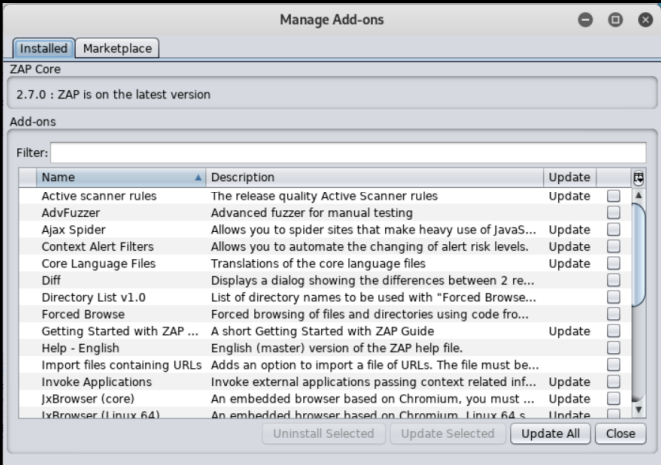 Manage Add-ons
Installed Marketplace
ZAP Core
2.7.0 : ZAP is on the latest version
Add-ons
Filter:
Name Description Update
Active scanner rules The release quality Active Scanner rules Update
AdvFuzzer Advanced fuzzer for manual testing
Ajax Spider Allows you to spider sites that make heavy use of JavaS... Update
Context Alert Filters Allows you to automate the changing of alert risk levels. Update
Core Language Files Translations of the core language files Update
Diff Displays a dialog showing the differences between 2 re...
Directory List v1.0 List of directory names to be used with "Forced Browse...
Forced Browse Forced browsing of files and directories using code fro...
Getting Started with ZAP ... A short Getting Started with ZAP Guide Update
Help - English English (master) version of the ZAP help file.
Import files containing URLs Adds an option to import a file of URLs. The file must be...
Invoke Applications Invoke external applications passing context related inf... Update
JxBrowser (core) An embedded browser based on Chromium, you must ... Update
JxBrowser (Linux 64) An embedded browser based on Chromium, Linux 64 s... Update
Uninstall Selected Update Selected Update All Close